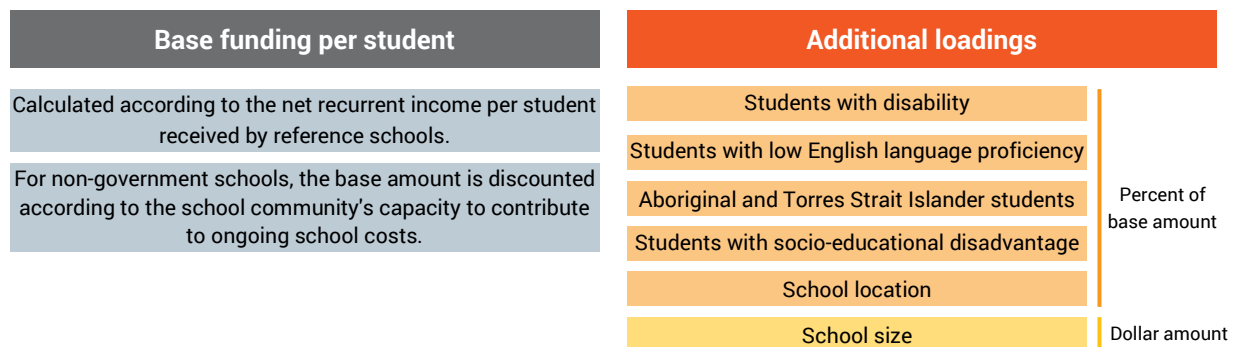 Base funding per student
Calculated according to the net recurrent income per student
received by reference schools.
For non-government schools, the base amount is discounted
according to the school community's capacity to contribute
to ongoing school costs.
Additional loadings
Students with disability
Students with low English language proficiency
Aboriginal and Torres Strait Islander students
Students with socio-educational disadvantage
School location
Percent of
base amount
School size
Dollar amount